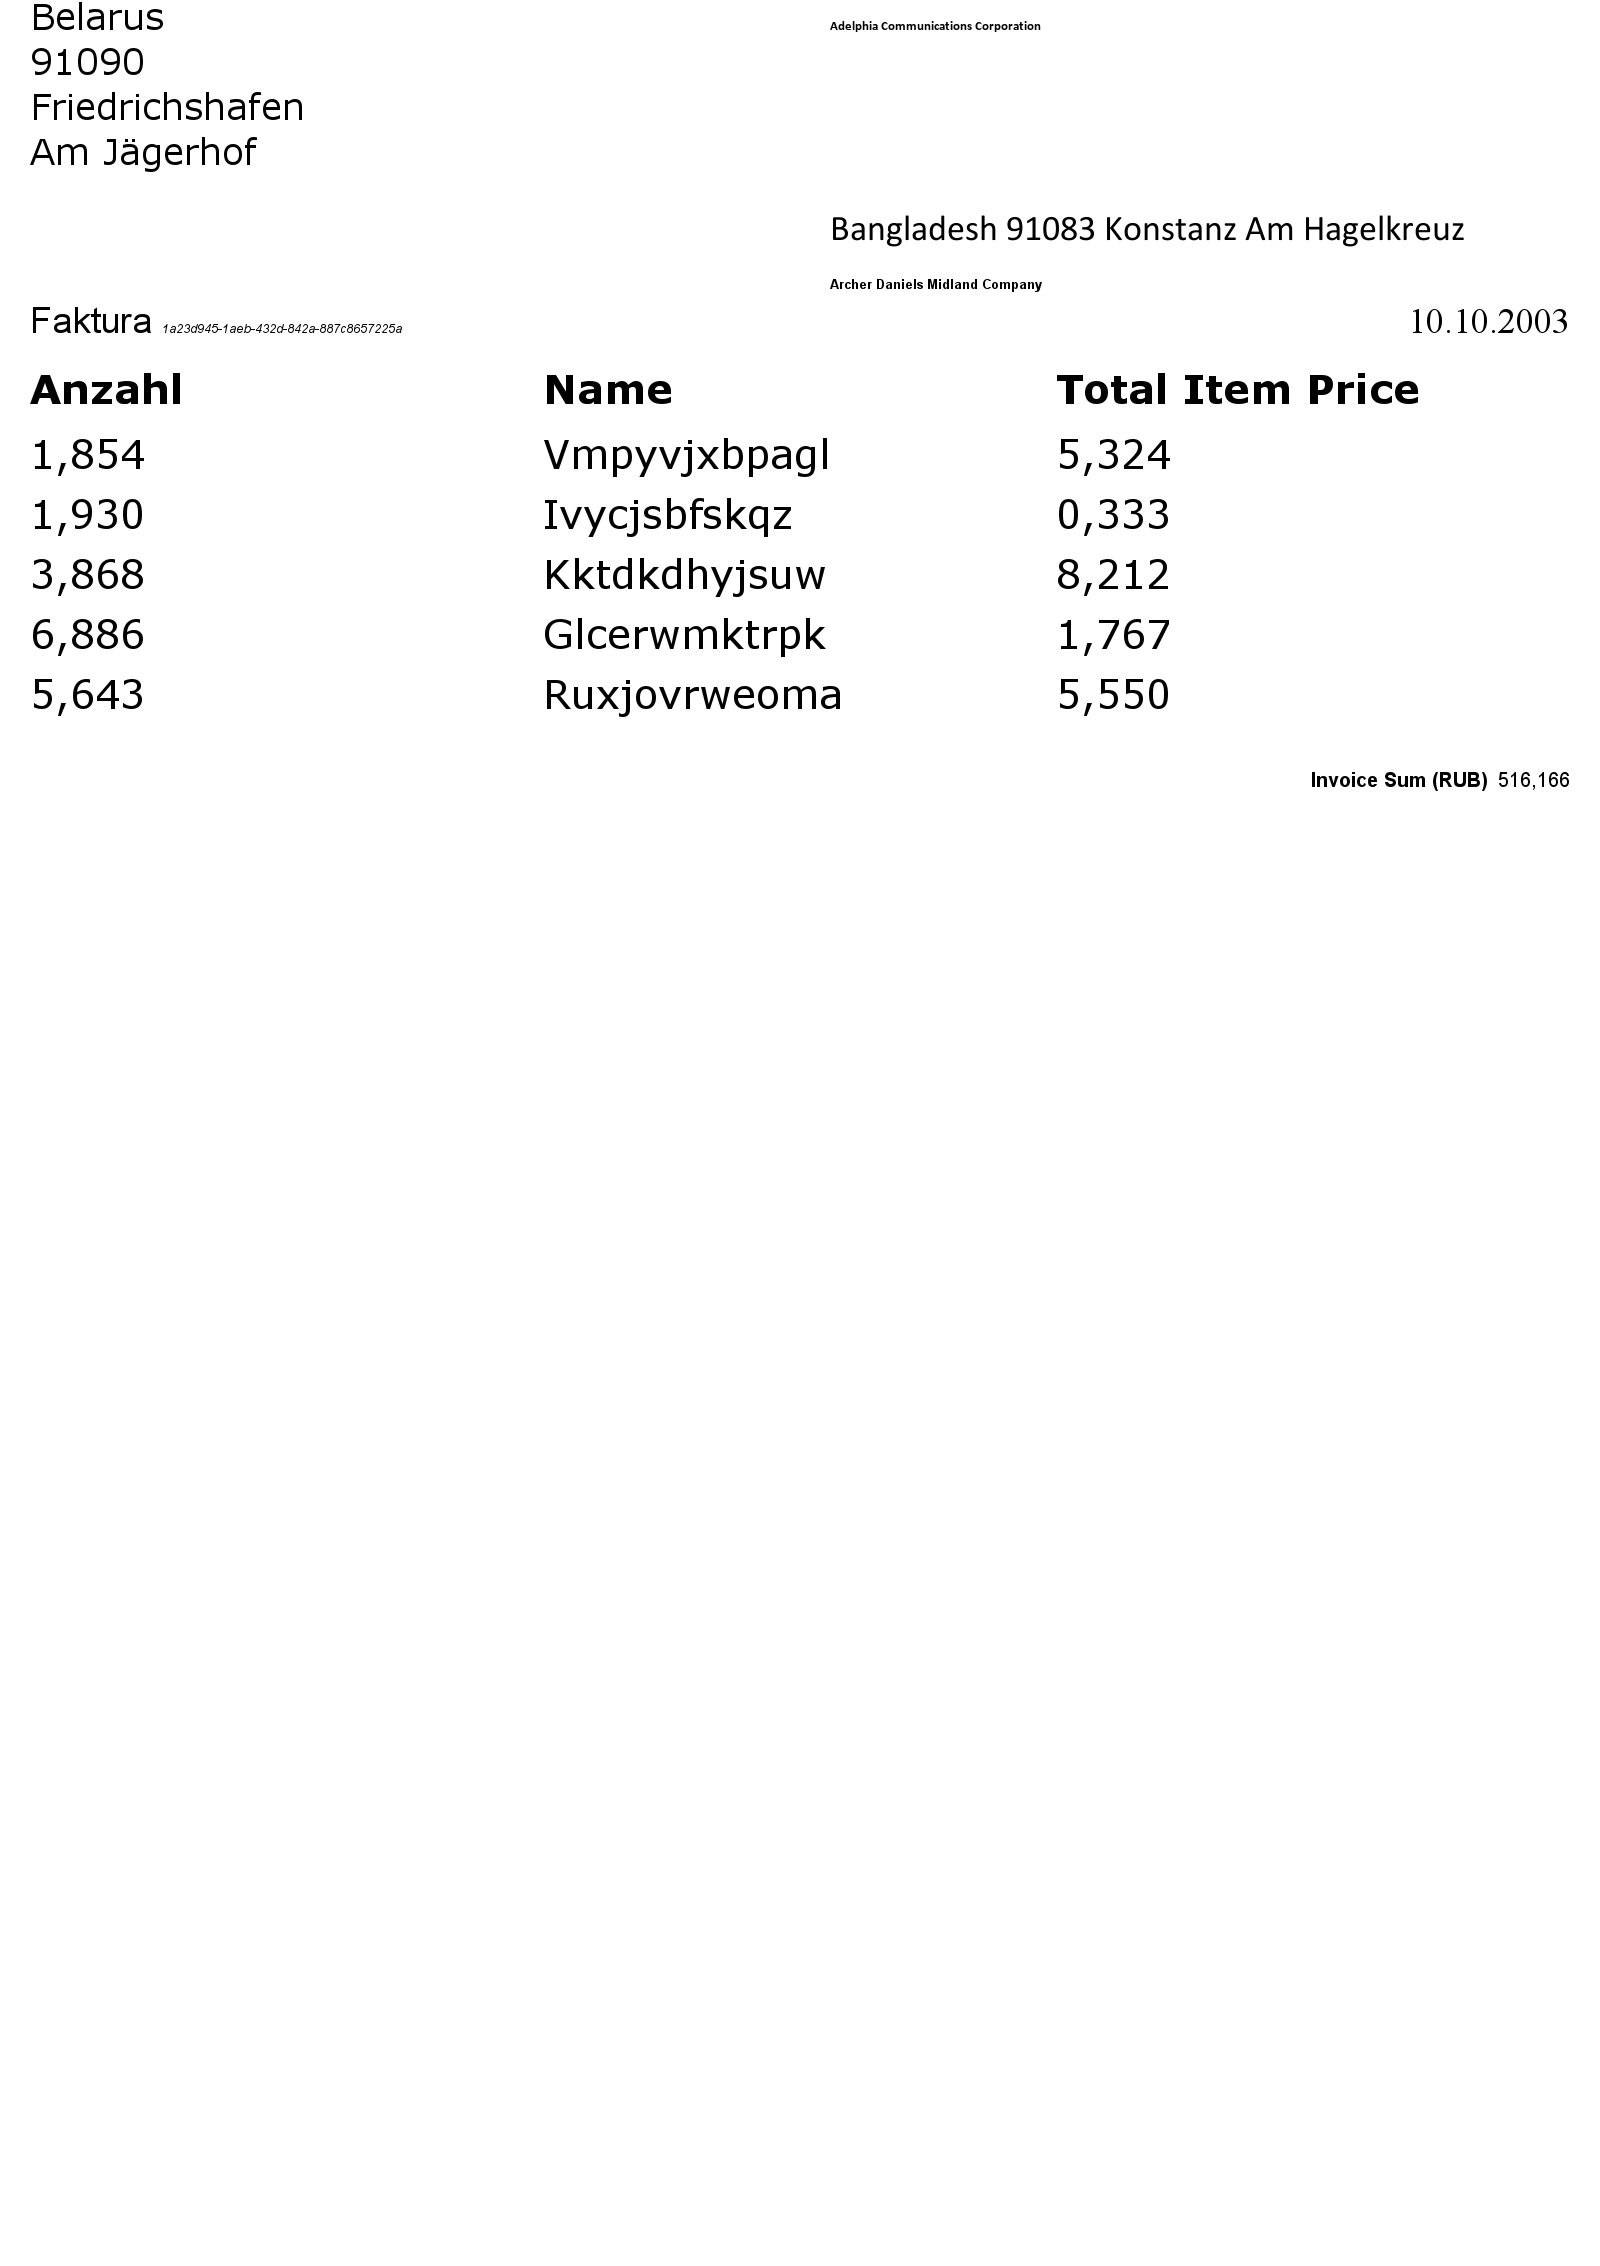 Belarus
91090
Friedrichshafen
Am Jägerhof
Adelphia Communications Corporation
Bangladesh 91083 Konstanz Am Hagelkreuz
Archer Daniels Midland Company
Faktura 1a23d945-1aeb-432d-842a-887c8657225a 10.10.2003
Anzahl Name Total Item Price
1,854 Vmpyvjxbpagl 5,324
1,930 Ivycjsbfskqz 0,333
3,868 Kktdkdhyjsuw 8,212
6,886 Glcerwmktrpk 1,767
5,643 Ruxjovrweoma 5,550
Invoice Sum (RUB) 516,166